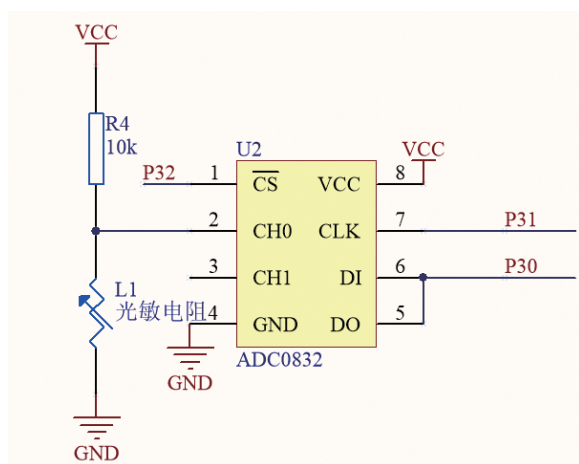 VCC
R4
10k
U2
VCC
P32
1
CS
VCC
8
2
CH0
CLK
7
P31
3
CH1
DI
6
P30
L1
光敏电阻
4
GND
DO
5
GND
ADC0832
GND